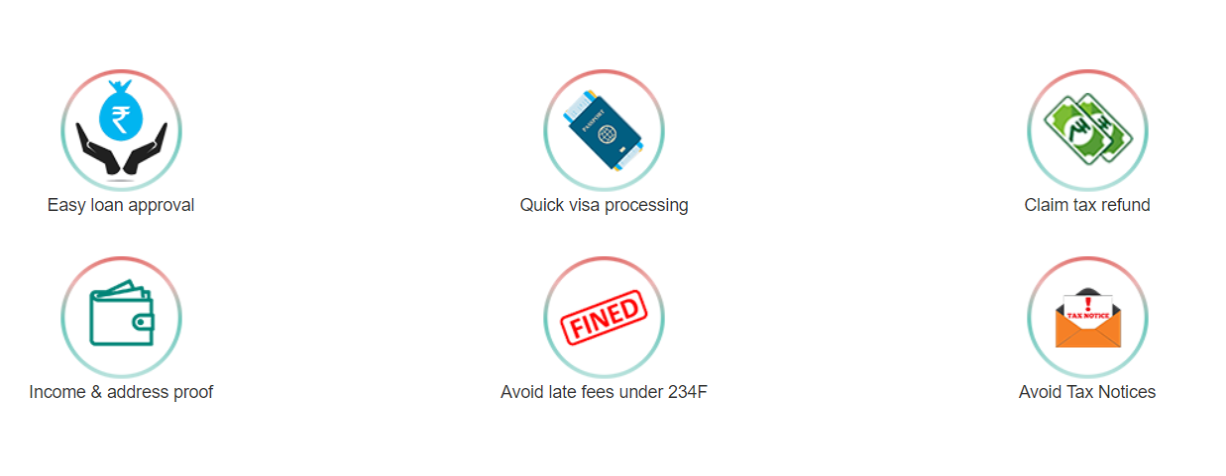 ₹
PASSPORT
₹ ₹
Easy loan approval
Quick visa processing
Claim tax refund
FINED
! TAX NOTICE
Income & address proof
Avoid late fees under 234F
Avoid Tax Notices